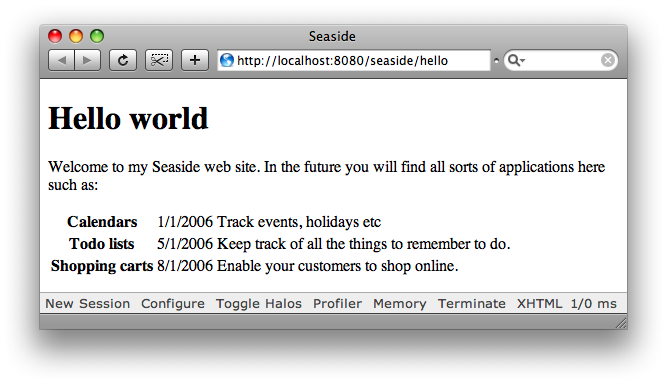 Seaside
http://localhost:8080/seaside/hello
Hello world
Welcome to my Seaside web site. In the future you will find all sorts of applications here
such as:
Calendars 1/1/2006 Track events, holidays etc
Todo lists 5/1/2006 Keep track of all the things to remember to do.
Shopping carts 8/1/2006 Enable your customers to shop online.
New Session Configure Toggle Halos Profiler Memory Terminate XHTML 1/0 ms